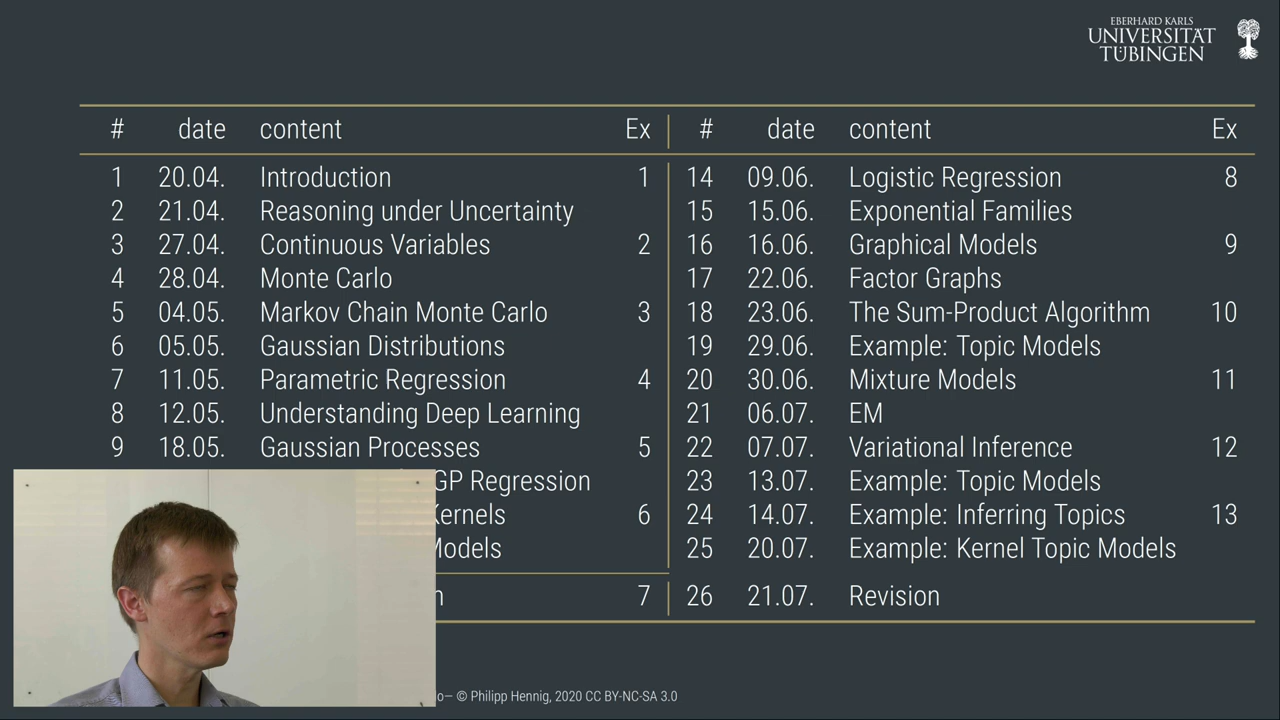 EBERHARD KARLS
UNIVERSITÄT
TÜBINGEN
# date content Ex # date content Ex
1 20.04. Introduction 1 14 09.06. Logistic Regression 8
2 21.04. Reasoning under Uncertainty 15 15.06. Exponential Families
3 27.04. Continuous Variables 2 16 16.06. Graphical Models 9
4 28.04. Monte Carlo 17 22.06. Factor Graphs
5 04.05. Markov Chain Monte Carlo 3 18 23.06. The Sum-Product Algorithm 10
6 05.05. Gaussian Distributions 19 29.06. Example: Topic Models
7 11.05. Parametric Regression 4 20 30.06. Mixture Models 11
8 12.05. Understanding Deep Learning 21 06.07. EM
9 18.05. Gaussian Processes 5 22 07.07. Variational Inference 12
GP Regression 23 13.07. Example: Topic Models
Kernels 6 24 14.07. Example: Inferring Topics 13
Models 25 20.07. Example: Kernel Topic Models
7 26 21.07. Revision
© Philipp Hennig, 2020 CC BY-NC-SA 3.0